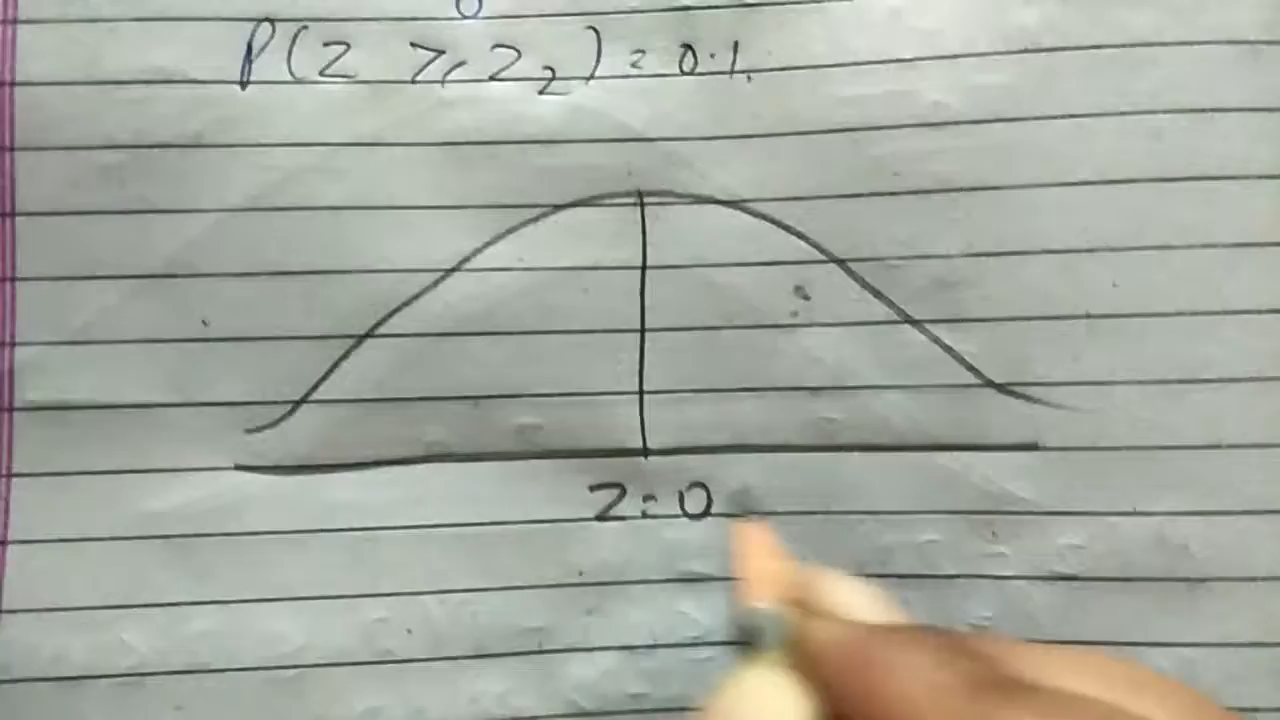 P(Z ≥ Z₂) = 0.1.
Z=0